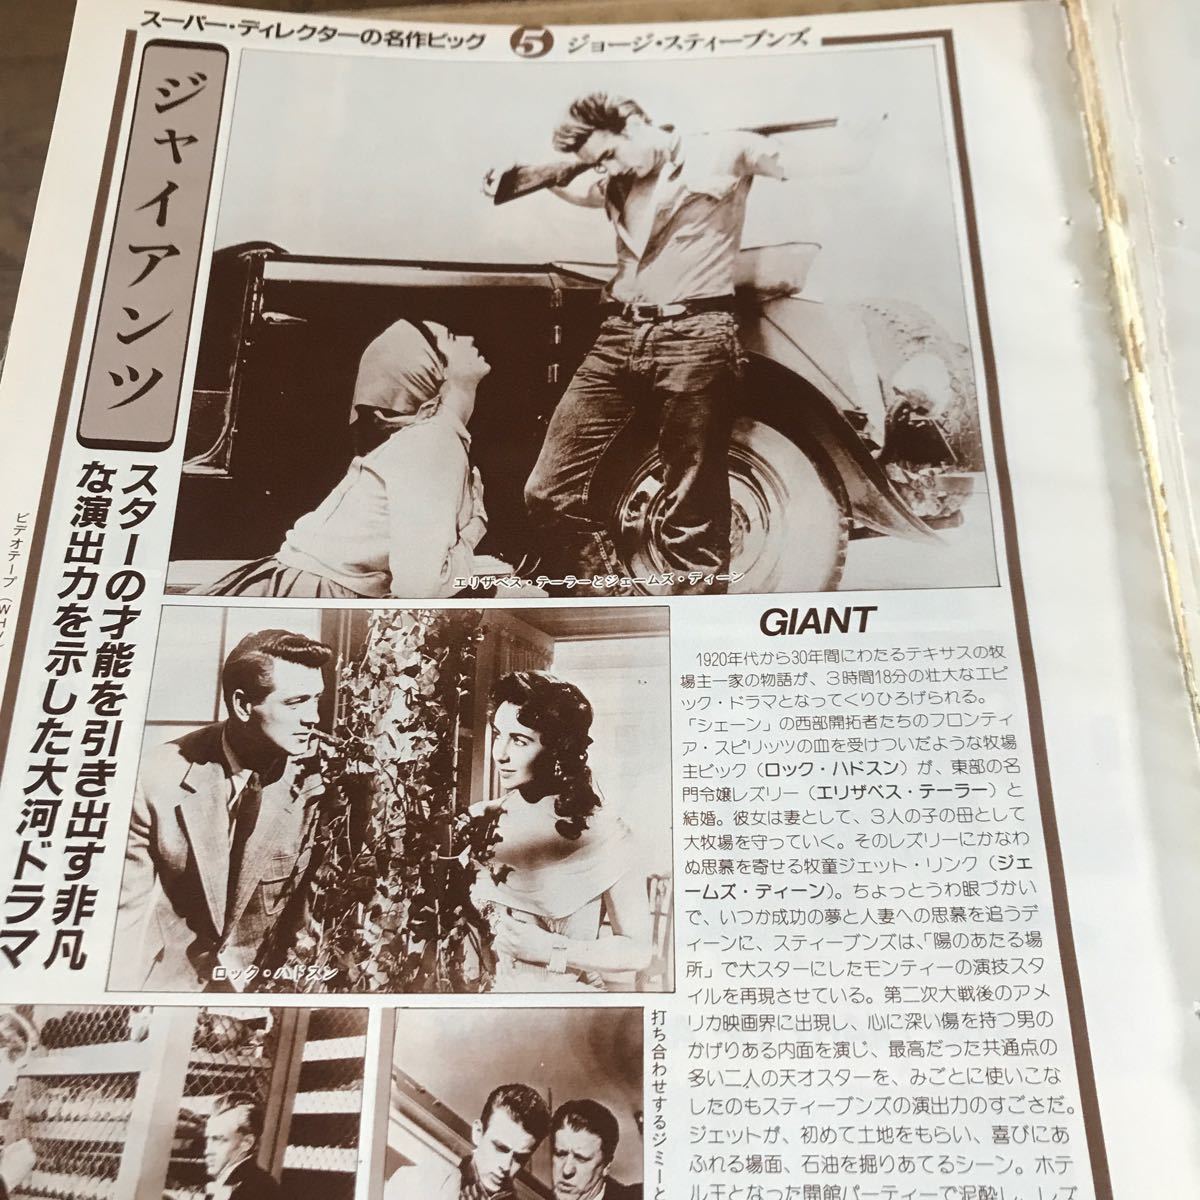 スーパー・ディレクターの名作ビッグ 5 ジョージ・スティーブンズ
ジャイアンツ
スターの才能を引き出す非凡
な演出力を示した大河ドラマ
ビデオテープ（WHV
エリザベス・テーラーとジェームズ・ディーン
ロック・ハドスン
GIANT
1920年代から30年間にわたるテキサスの牧
場主一家の物語が、3時間18分の壮大なエピ
ック・ドラマとなってくりひろげられる。
「シェーン」の西部開拓者たちのフロンティ
ア・スピリッツの血を受けついだような牧場
主ビック（ロック・ハドスン）が、東部の名
門令嬢レズリー（エリザベス・テーラー）と
結婚。彼女は妻として、3人の子の母として
大牧場を守っていく。そのレズリーにかなわ
ぬ思慕を寄せる牧童ジェット・リンク（ジェ
ームズ・ディーン）。ちょっとうわ眼づかい
で、いつか成功の夢と人妻への思慕を追うデ
ィーンに、スティーブンズは、「陽のあたる場
所」で大スターにしたモンティーの演技スタ
イルを再現させている。第二次大戦後のアメ
リカ映画界に出現し、心に深い傷を持つ男の
かげりある内面を演じ、最高だった共通点の
多い二人の天才スターを、みごとに使いこな
したのもスティーブンズの演出力のすごさだ。
ジェットが、初めて土地をもらい、喜びにあ
ふれる場面、石油を掘りあてるシーン。ホテ
ル王となった開館パーティーで泥酔し、レズ
打ち合わせするジミーと